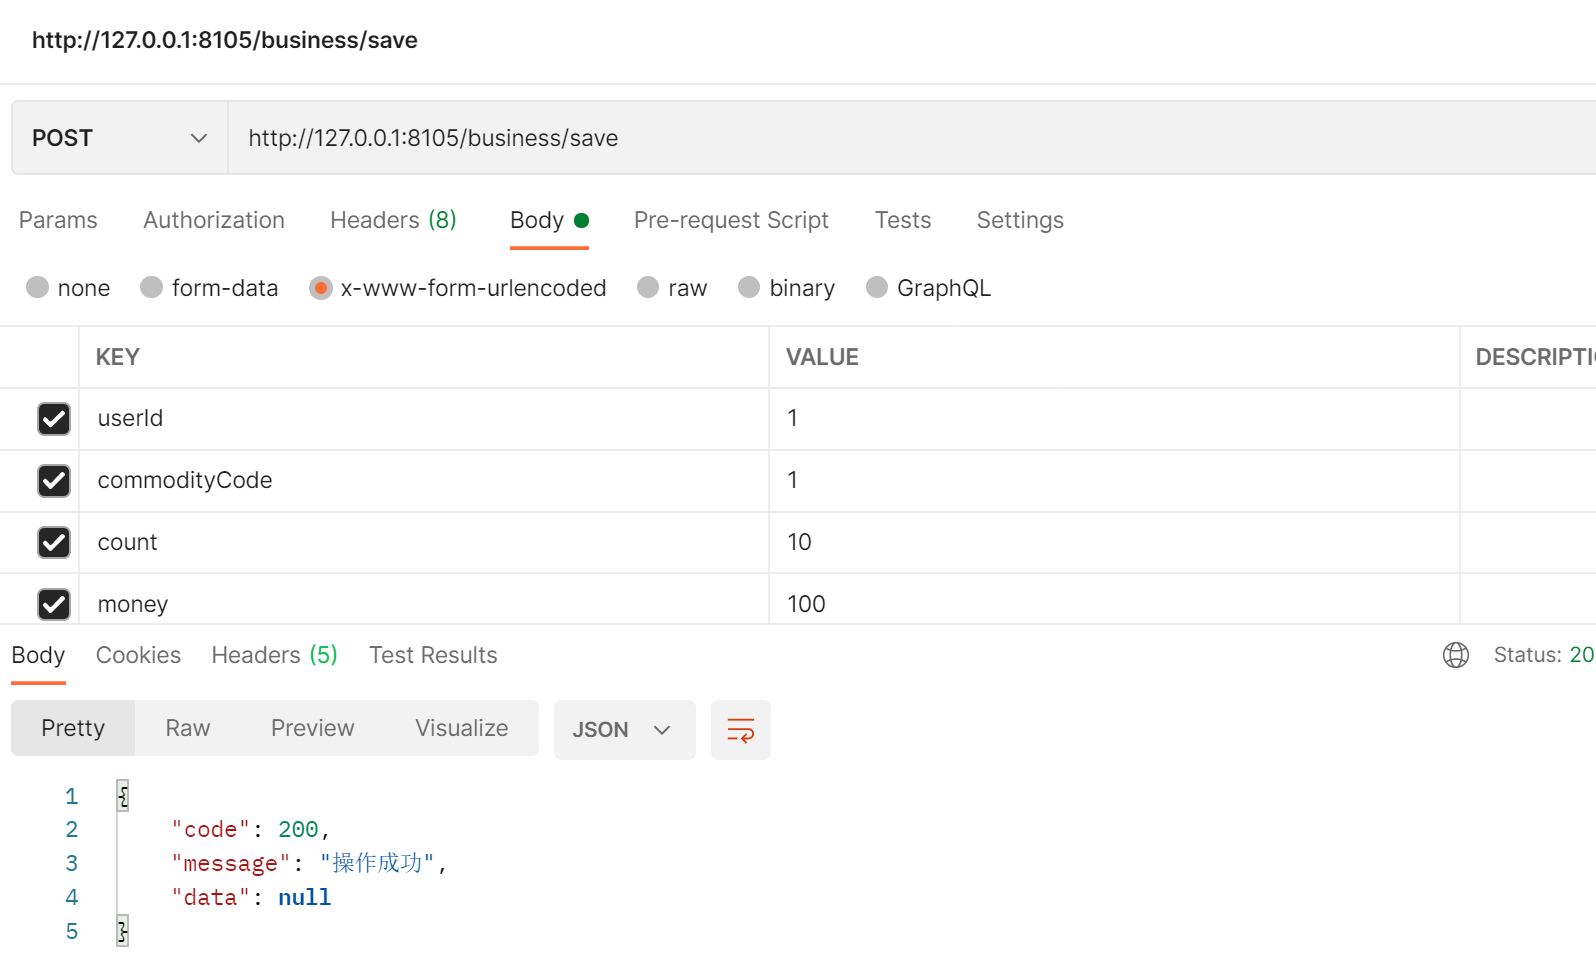 http://127.0.0.1:8105/business/save
POST http://127.0.0.1:8105/business/save
Params Authorization Headers (8) Body Pre-request Script Tests Settings
none form-data x-www-form-urlencoded raw binary GraphQL
KEY VALUE DESCRIPTI
userId 1
commodityCode 1
count 10
money 100
Body Cookies Headers (5) Test Results Status: 20
Pretty Raw Preview Visualize JSON
1 {
2 "code": 200,
3 "message": "操作成功",
4 "data": null
5 }